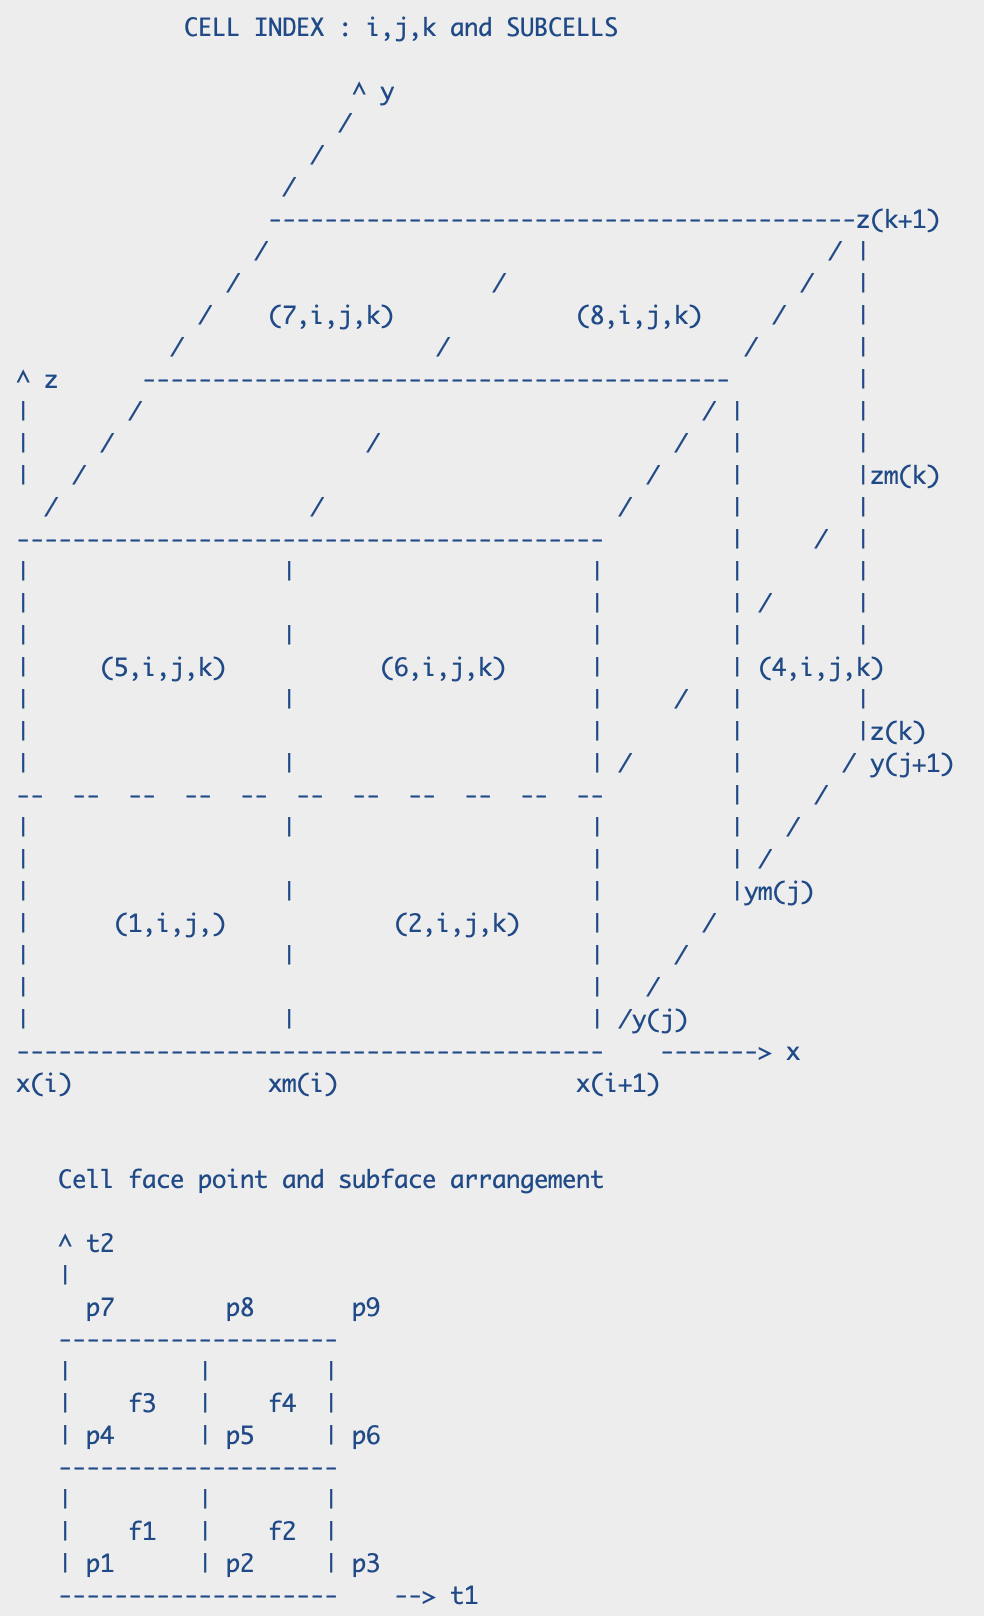 CELL INDEX : i,j,k and SUBCELLS
^ y
z(k+1)
(7,i,j,k) (8,i,j,k)
^ z
zm(k)
(5,i,j,k) (6,i,j,k) (4,i,j,k)
z(k)
y(j+1)
ym(j)
(1,i,j,) (2,i,j,k)
y(j)
-------> x
x(i) xm(i) x(i+1)
Cell face point and subface arrangement
^ t2
p7 p8 p9
f3 f4
p4 p5 p6
f1 f2
p1 p2 p3
--> t1